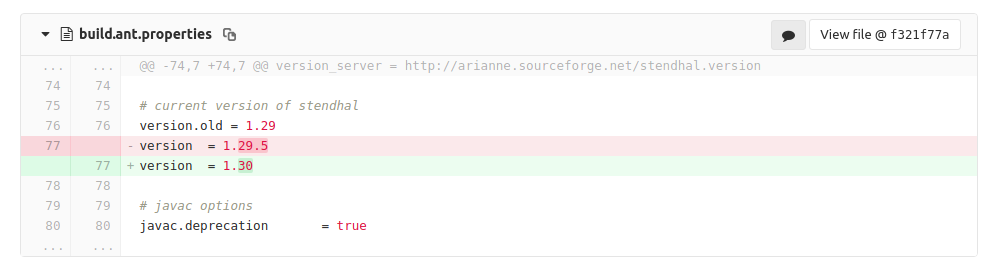 build.ant.properties View file @ f321f77a
... ... @@ -74,7 +74,7 @@ version_server = http://arianne.sourceforge.net/stendhal.version
74 74
75 75 # current version of stendhal
76 76 version.old = 1.29
77 - version  = 1.29.5
77 + version  = 1.30
78 78
79 79 # javac options
80 80 javac.deprecation       = true
... ...